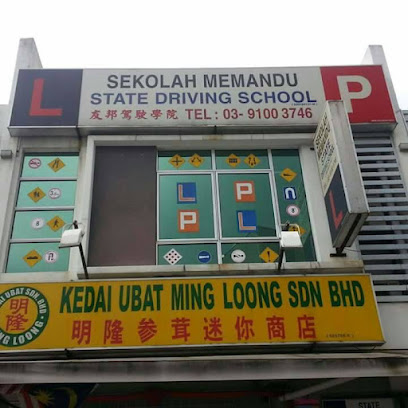 L
SEKOLAH MEMANDU
STATE DRIVING SCHOOL
友邦駕駛學院 TEL : 03- 9100 3746
P
L P
P L
L
KEDAI UBAT MING LOONG SDN BHD
明隆参茸迷你商店
明隆
STATE